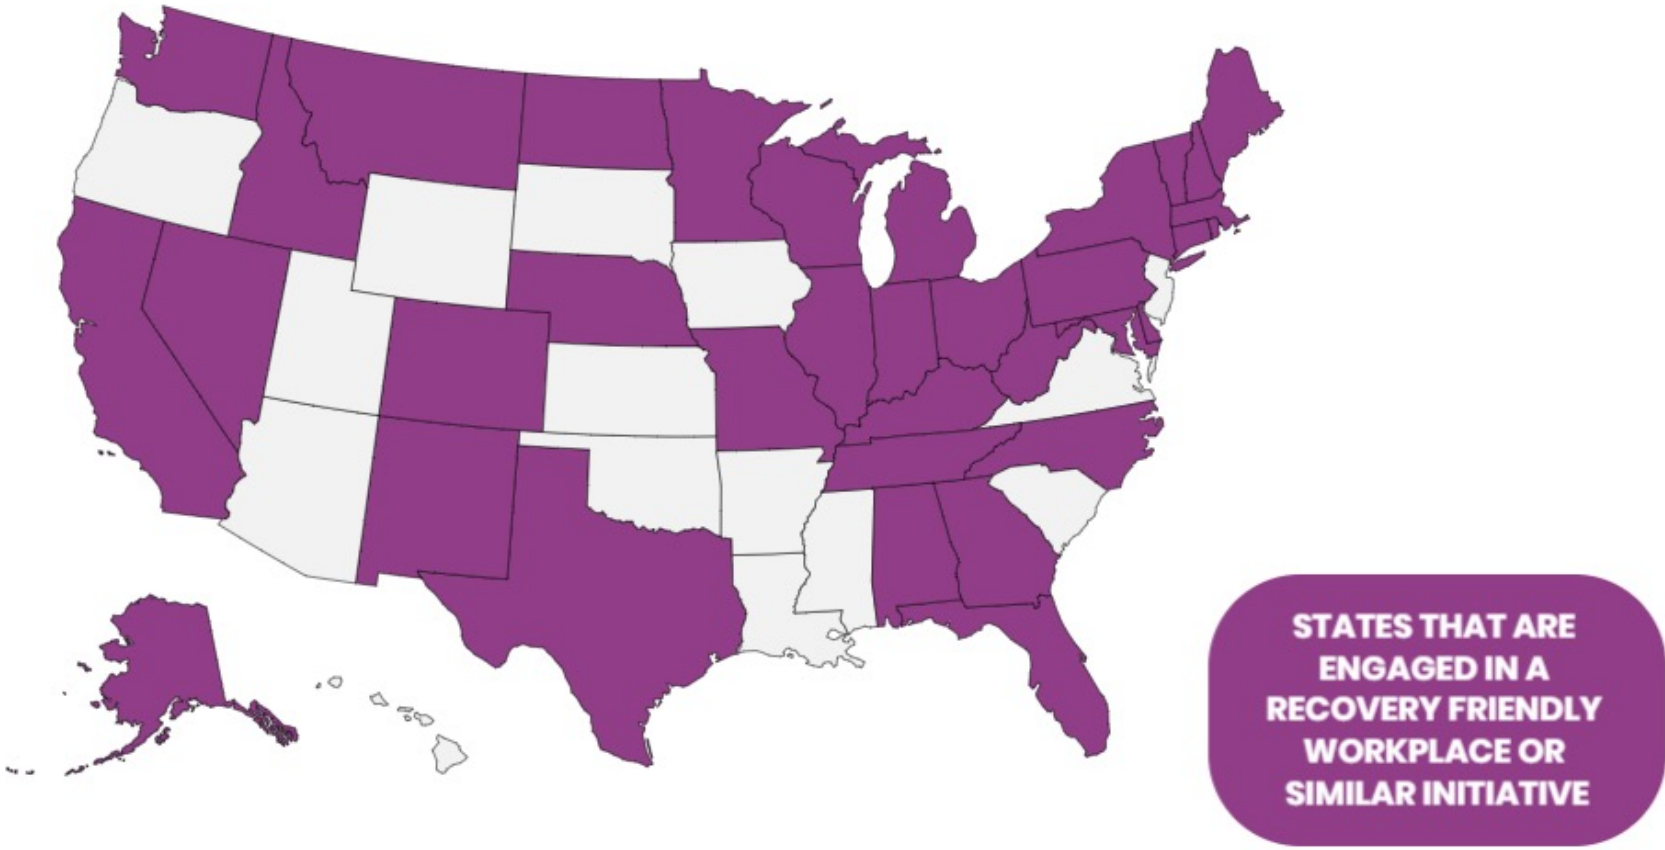 STATES THAT ARE
ENGAGED IN A
RECOVERY FRIENDLY
WORKPLACE OR
SIMILAR INITIATIVE